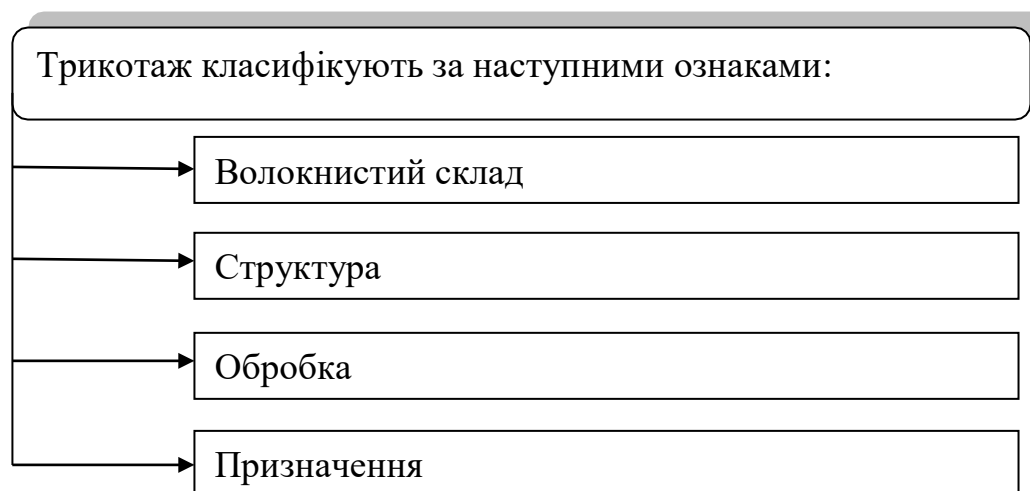 Трикотаж класифікують за наступними ознаками:
Волокнистий склад
Структура
Обробка
Призначення